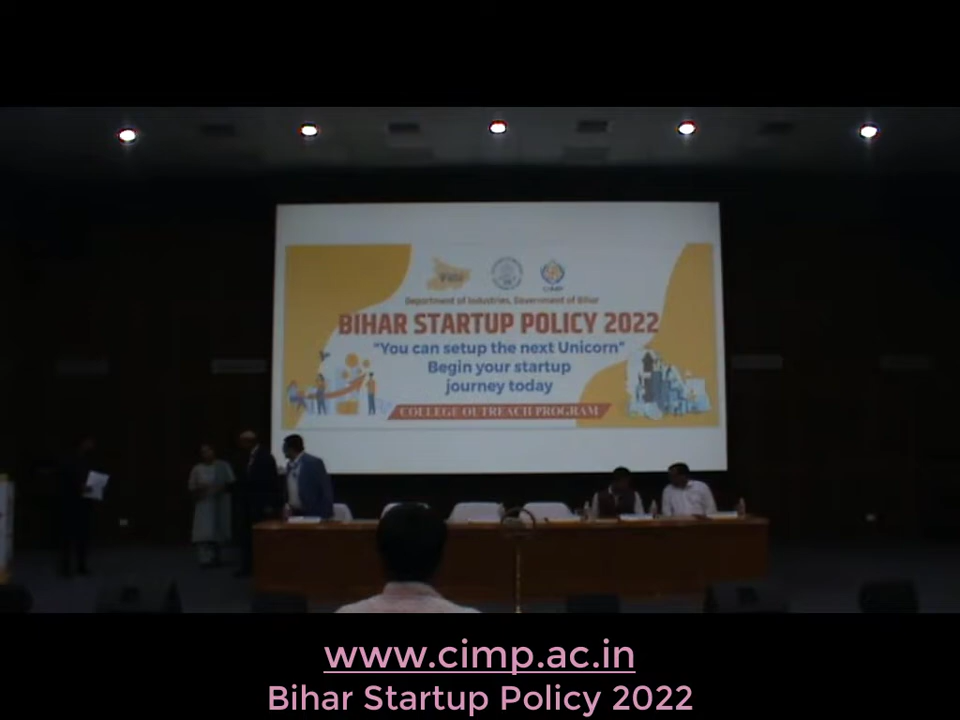 Department of Industries, Government of Bihar
BIHAR STARTUP POLICY 2022
"You can setup the next Unicorn"
Begin your startup
journey today
COLLEGE OUTREACH PROGRAM
www.cimp.ac.in
Bihar Startup Policy 2022